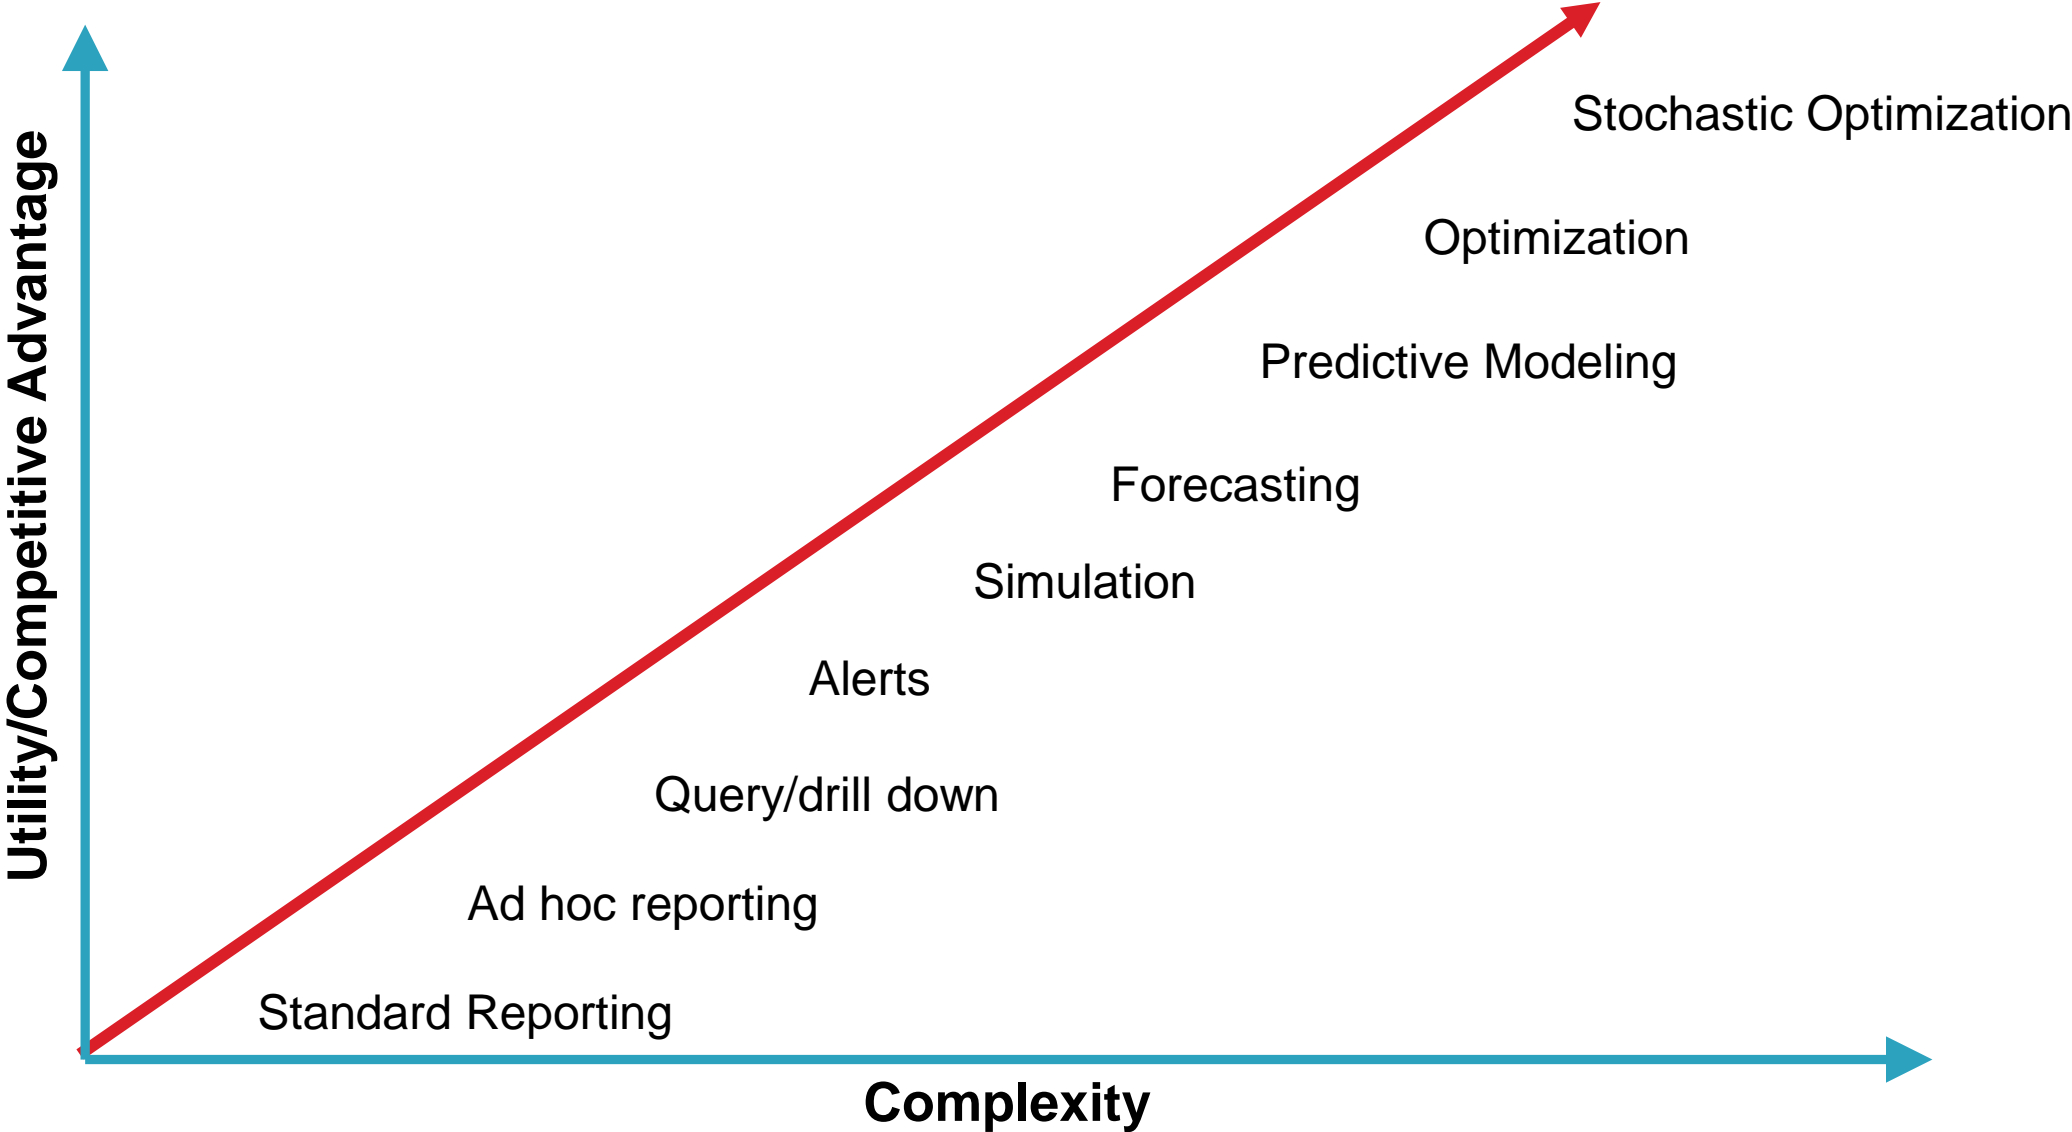 Utility/Competitive Advantage
Stochastic Optimization
Optimization
Predictive Modeling
Forecasting
Simulation
Alerts
Query/drill down
Ad hoc reporting
Standard Reporting
Complexity